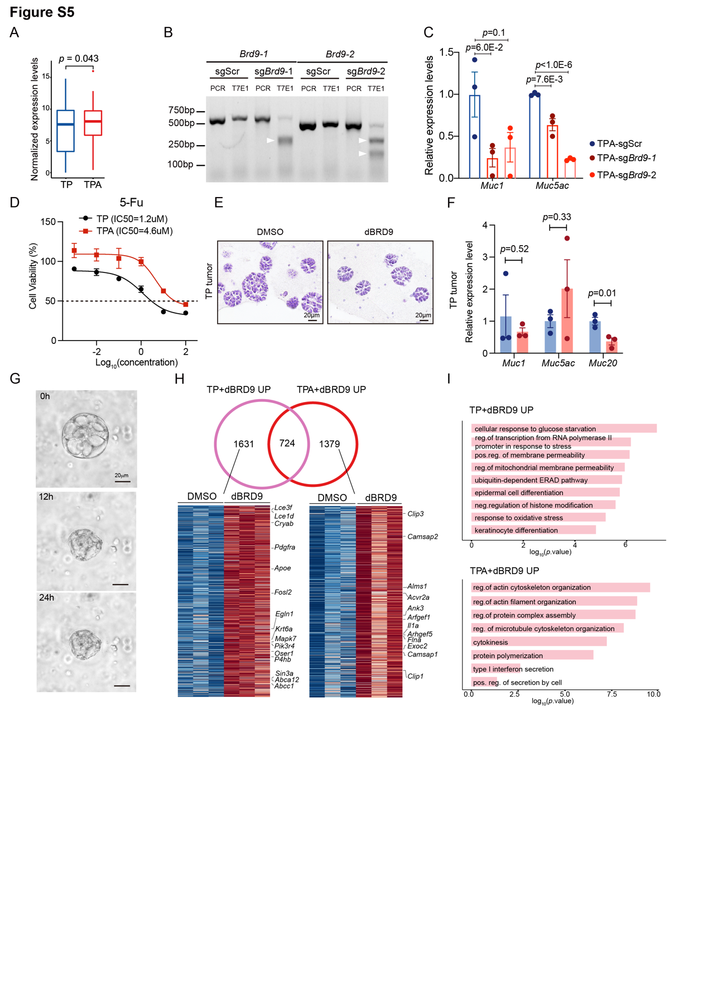 Figure S5
A
p = 0.043
Normalized expression levels
15
10
5
0
TP
TPA
B
Brd9-1
Brd9-2
sgScr
sgBrd9-1
sgScr
sgBrd9-2
PCR
T7E1
PCR
T7E1
PCR
T7E1
PCR
T7E1
750bp
500bp
250bp
100bp
C
p=0.1
p=6.0E-2
p<1.0E-6
p=7.6E-3
Relative expression levels
1.5
1.0
0.5
0.0
Muc1
Muc5ac
TPA-sgScr
TPA-sgBrd9-1
TPA-sgBrd9-2
D
5-Fu
TP (IC50=1.2uM)
TPA (IC50=4.6uM)
Cell Viability (%)
150
100
50
0
-2
0
2
Log10(concentration)
E
DMSO
dBRD9
TP tumor
20μm
20μm
F
p=0.33
p=0.52
p=0.01
TP tumor
Relative expression level
4
3
2
1
0
Muc1
Muc5ac
Muc20
G
0h
20μm
12h
24h
H
TP+dBRD9 UP
TPA+dBRD9 UP
1631
724
1379
DMSO
dBRD9
Lce3f
Lce1d
Cryab
Pdgfra
Apoe
Fosl2
Egln1
Krt6a
Mapk7
Pik3r4
Oser1
P4hb
Sin3a
Abca12
Abcc1
DMSO
dBRD9
Clip3
Camsap2
Alms1
Acvr2a
Ank3
Arfgef1
Il1a
Arhgef5
Flna
Exoc2
Camsap1
Clip1
I
TP+dBRD9 UP
cellular response to glucose starvation
reg.of transcription from RNA polymerase II
promoter in response to stress
pos.reg. of membrane permeability
reg.of mitochondrial membrane permeability
ubiquitin-dependent ERAD pathway
epidermal cell differentiation
neg.regulation of histone modification
response to oxidative stress
keratinocyte differentiation
0
2
4
6
log10(p.value)
TPA+dBRD9 UP
reg.of actin cytoskeleton organization
reg.of actin filament organization
reg.of protein complex assembly
reg. of microtubule cytoskeleton organization
cytokinesis
protein polymerization
type I interferon secretion
pos. reg. of secretion by cell
0.0
2.5
5.0
7.5
10.0
log10(p.value)